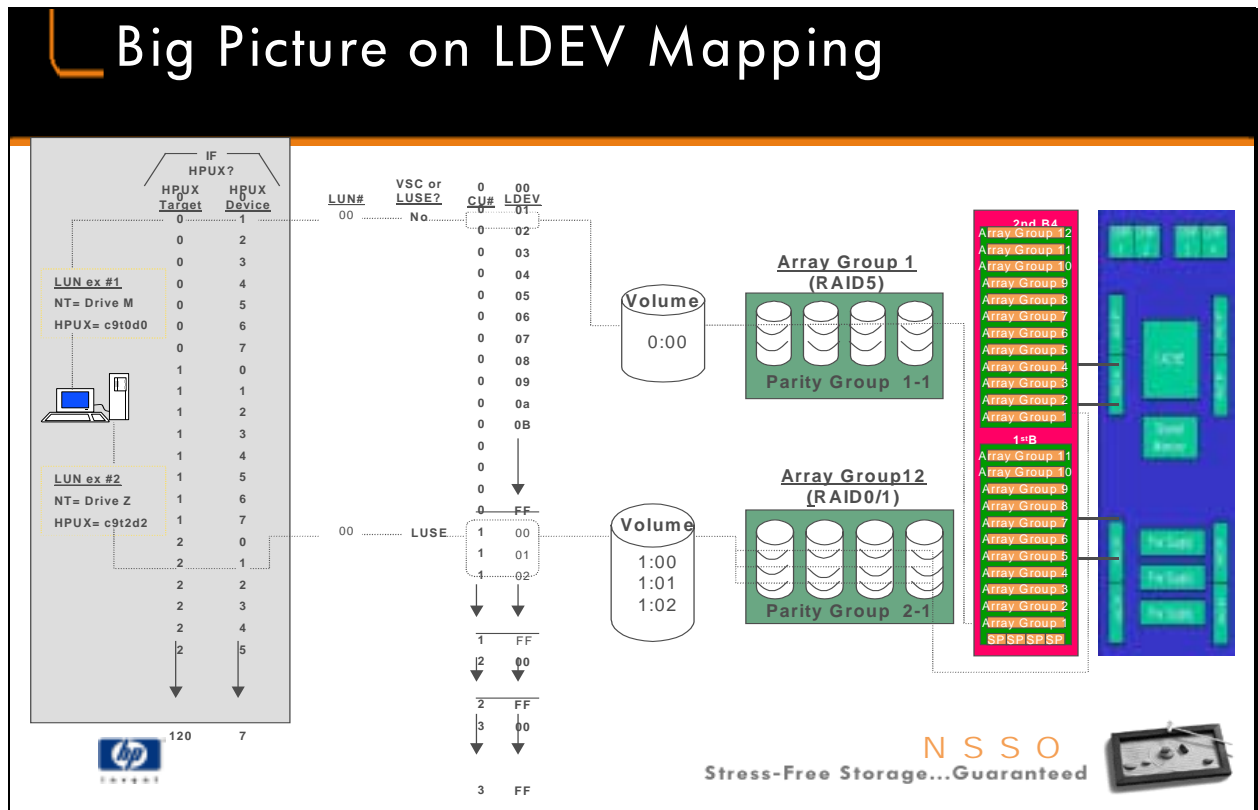 Big Picture on LDEV Mapping
IF
HPUX?
HPUX Target
HPUX Device
0 0
0 1
0 2
0 3
0 4
0 5
0 6
0 7
1 0
1 1
1 2
1 3
1 4
1 5
1 6
1 7
2 0
2 1
2 2
2 3
2 4
2 5
120 7
LUN ex #1
NT= Drive M
HPUX= c9t0d0
LUN ex #2
NT= Drive Z
HPUX= c9t2d2
LUN#
00
00
VSC or
LUSE?
No
LUSE
CU# LDEV
0 00
0 01
0 02
0 03
0 04
0 05
0 06
0 07
0 08
0 09
0 0a
0 0B
0
0
0
0 FF
1 00
1 01
1 02
1 FF
2 00
2 FF
3 00
3 FF
Volume
0:00
Volume
1:00
1:01
1:02
Array Group 1
(RAID5)
Parity Group 1-1
Array Group12
(RAID0/1)
Parity Group 2-1
2nd B4
Array Group 12
Array Group 11
Array Group 10
Array Group 9
Array Group 8
Array Group 7
Array Group 6
Array Group 5
Array Group 4
Array Group 3
Array Group 2
Array Group 1
1stB
Array Group 11
Array Group 10
Array Group 9
Array Group 8
Array Group 7
Array Group 6
Array Group 5
Array Group 4
Array Group 3
Array Group 2
Array Group 1
SP SP SP SP
hp
invent
NSSO
Stress-Free Storage...Guaranteed